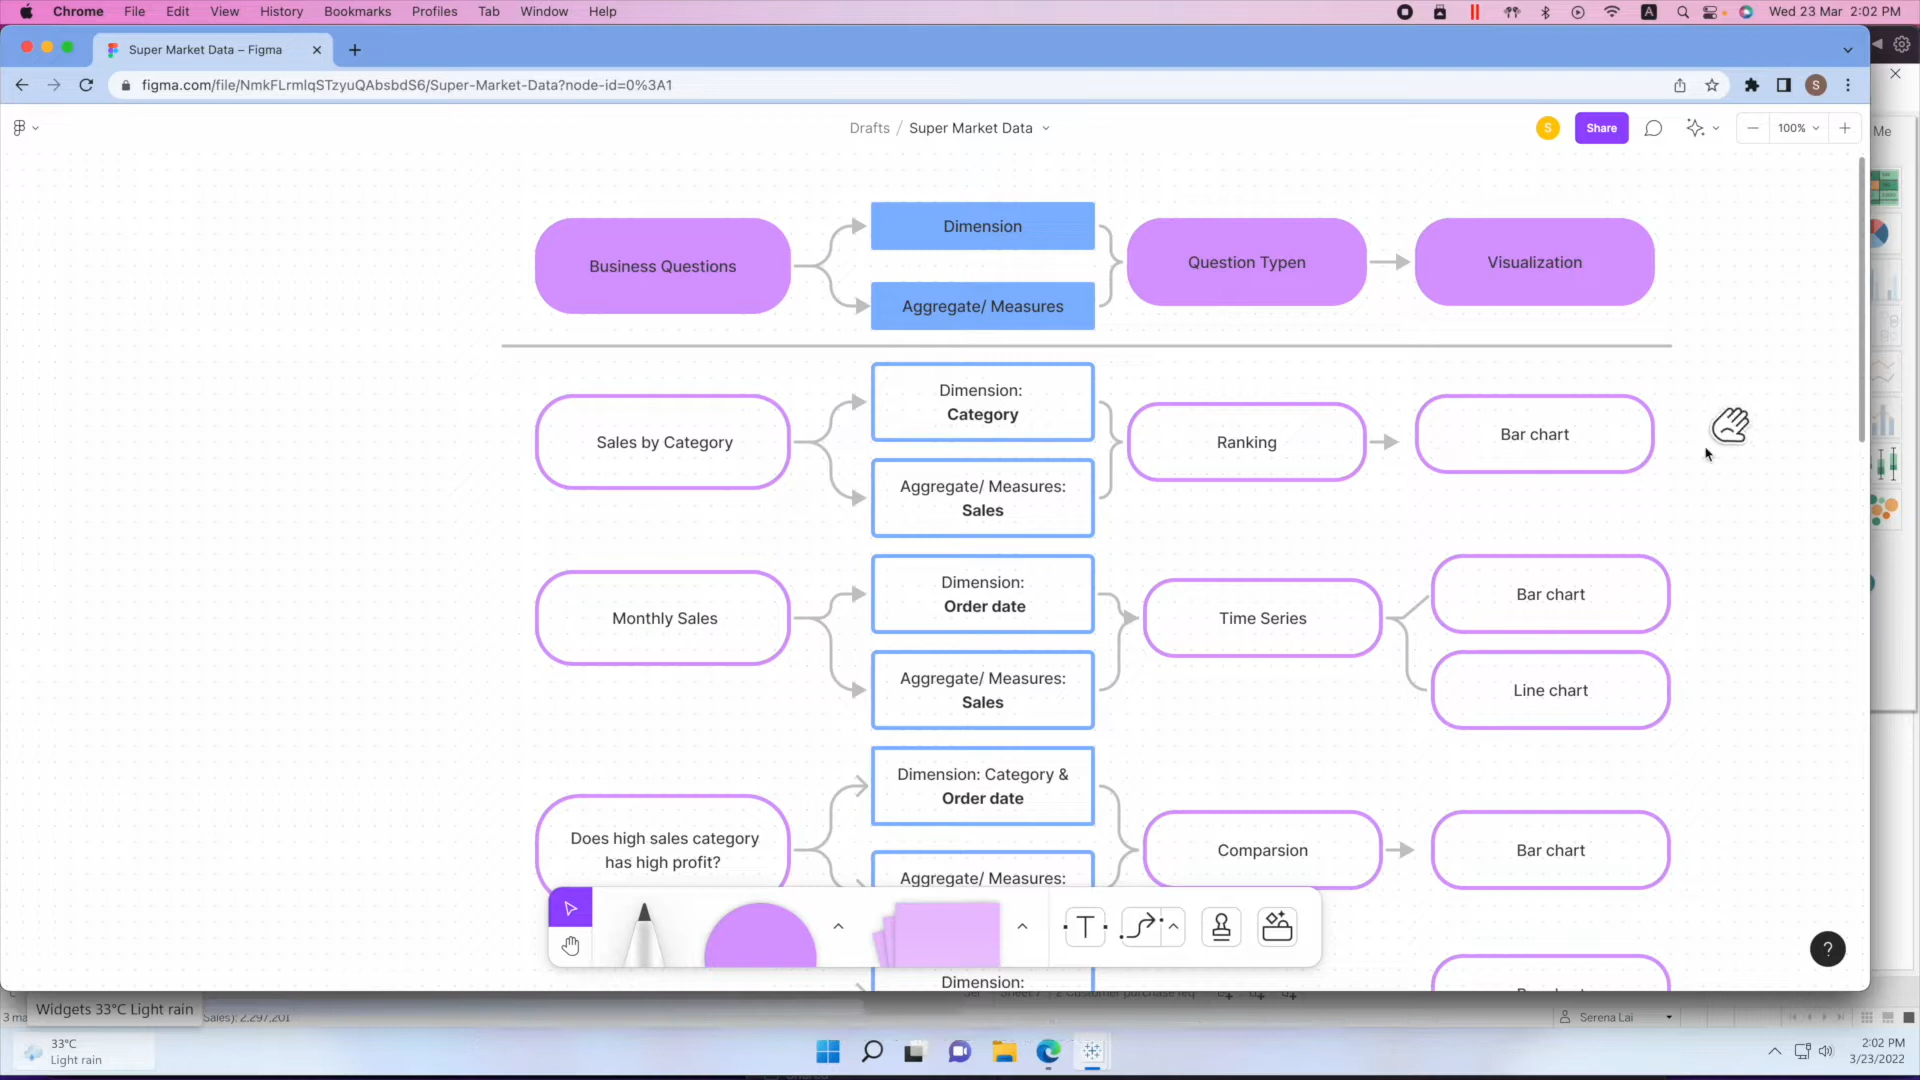 Chrome File Edit View History Bookmarks Profiles Tab Window Help
A Wed 23 Mar 2:02 PM
Super Market Data – Figma
figma.com/file/NmkFLrmlqSTzyuQAbsbdS6/Super-Market-Data?node-id=0%3A1
S
Drafts / Super Market Data
S
Share
100%
Me
Business Questions
Dimension
Aggregate/ Measures
Question Typen
Visualization
Sales by Category
Dimension:
Category
Aggregate/ Measures:
Sales
Ranking
Bar chart
Monthly Sales
Dimension:
Order date
Aggregate/ Measures:
Sales
Time Series
Bar chart
Line chart
Does high sales category
has high profit?
Dimension: Category &
Order date
Aggregate/ Measures:
Comparsion
Bar chart
T
Dimension:
?
Widgets 33°C Light rain
Sales): 2,297,201
Serena Lai
33°C
Light rain
2:02 PM
3/23/2022